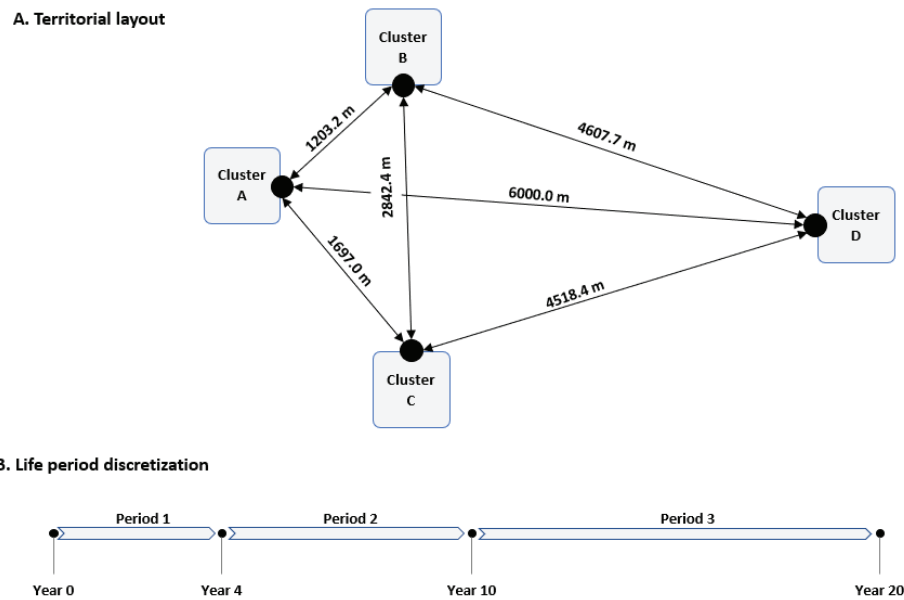 A. Territorial layout
Cluster
B
1203.2 m
4607.7 m
2842.4 m
Cluster
A
6000.0 m
Cluster
D
1697.0 m
4518.4 m
Cluster
C
B. Life period discretization
Period 1
Period 2
Period 3
Year 0
Year 4
Year 10
Year 20